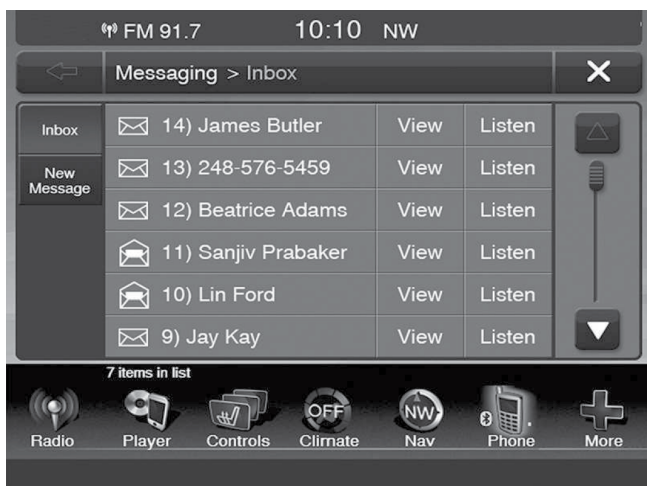 FM 91.7 10:10 NW
Messaging > Inbox
Inbox
New
Message
14) James Butler View Listen
13) 248-576-5459 View Listen
12) Beatrice Adams View Listen
11) Sanjiv Prabaker View Listen
10) Lin Ford View Listen
9) Jay Kay View Listen
7 items in list
OFF NW
Radio Player Controls Climate Nav Phone More